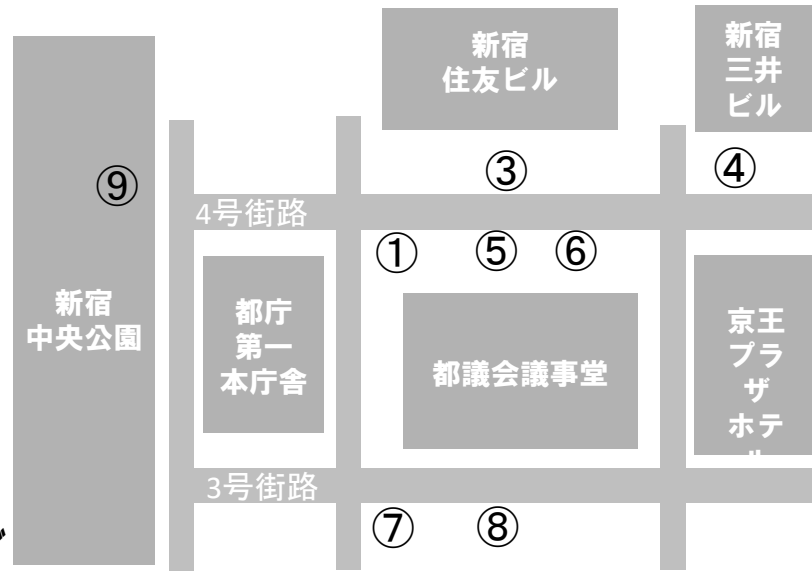 新宿
住友ビル
新宿
三井
ビル
⑨
③
④
4号街路
①
⑤
⑥
新宿
中央公園
都庁
第一
本庁舎
都議会議事堂
京王
プラ
ザ
ホテ
3号街路
⑦
⑧